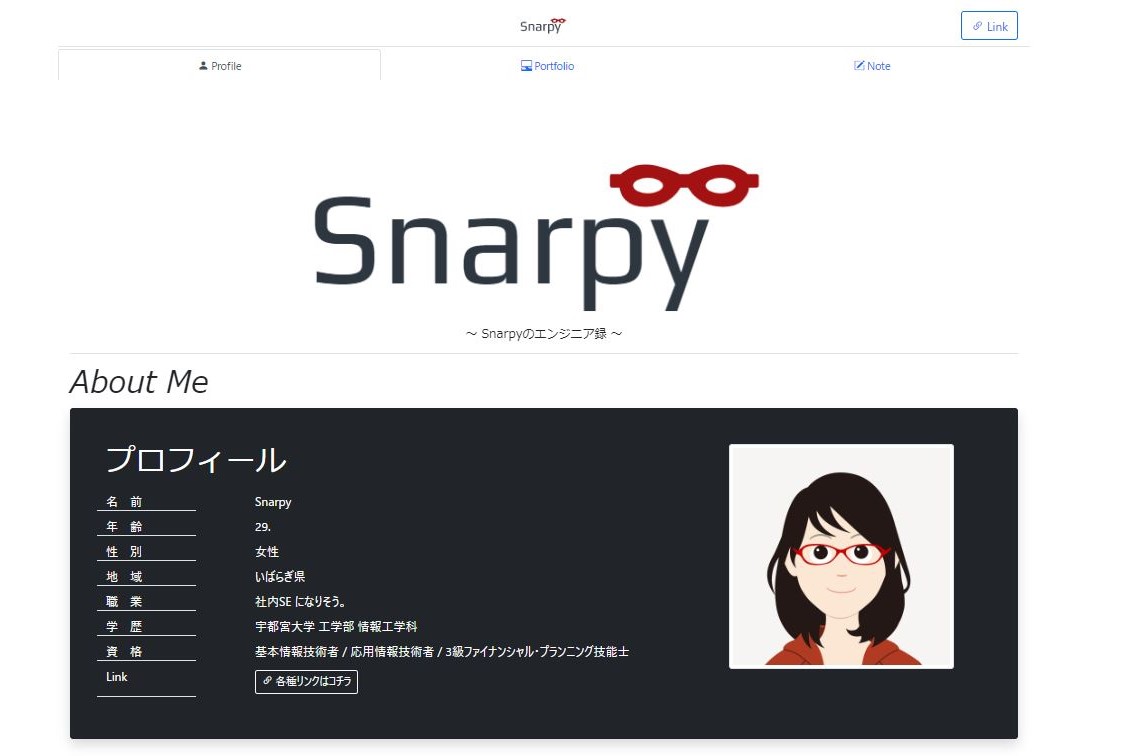 Snarpy
Link
Profile
Portfolio
Note
Snarpy
～ Snarpyのエンジニア録 ～
About Me
プロフィール
名 前 Snarpy
年 齢 29.
性 別 女性
地 域 いばらぎ県
職 業 社内SE になりそう。
学 歴 宇都宮大学 工学部 情報工学科
資 格 基本情報技術者 / 応用情報技術者 / 3級ファイナンシャル・プランニング技能士
Link 各種リンクはコチラ